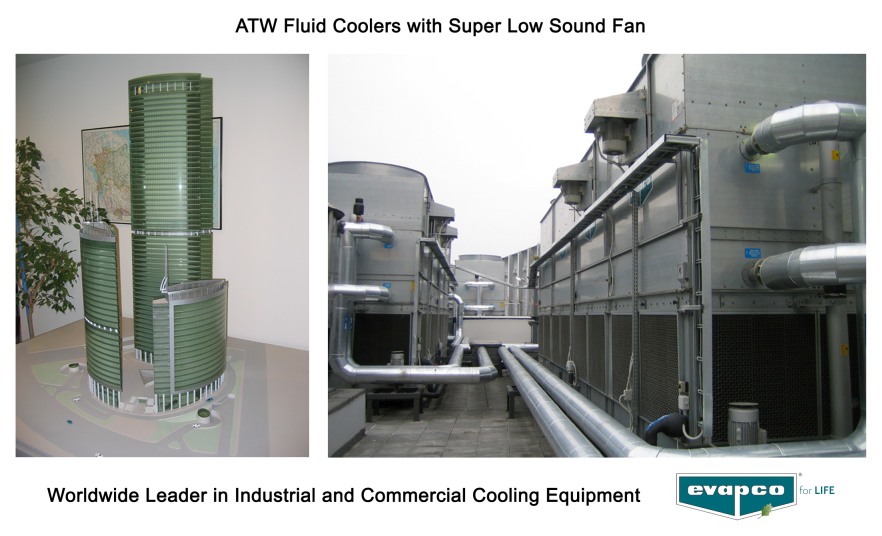 ATW Fluid Coolers with Super Low Sound Fan
Worldwide Leader in Industrial and Commercial Cooling Equipment
evapco® for LIFE